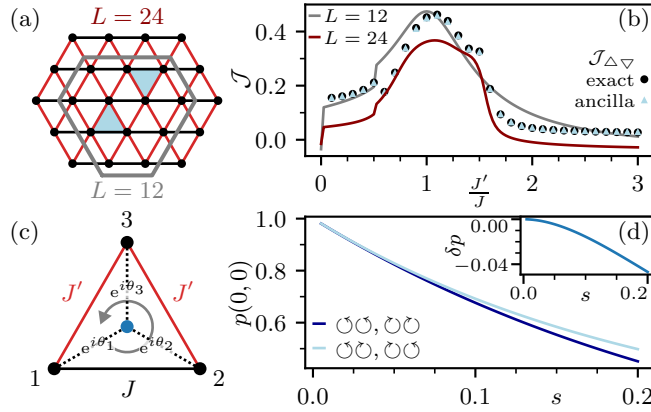 (a)
L = 24
L = 12
(b)
𝒥
0.4
0.2
0.0
L = 12
L = 24
𝒥△▽
exact
ancilla
0
1
J′/J
2
3
(c)
3
J′
J′
e^{iθ₃}
e^{iθ₁}
e^{iθ₂}
1
J
2
(d)
p(0, 0)
1.0
0.8
0.6
↺↻, ↻↺
↺↻, ↻↺
0.0
0.1
s
0.2
δp
0.00
−0.04
0.0
s
0.2